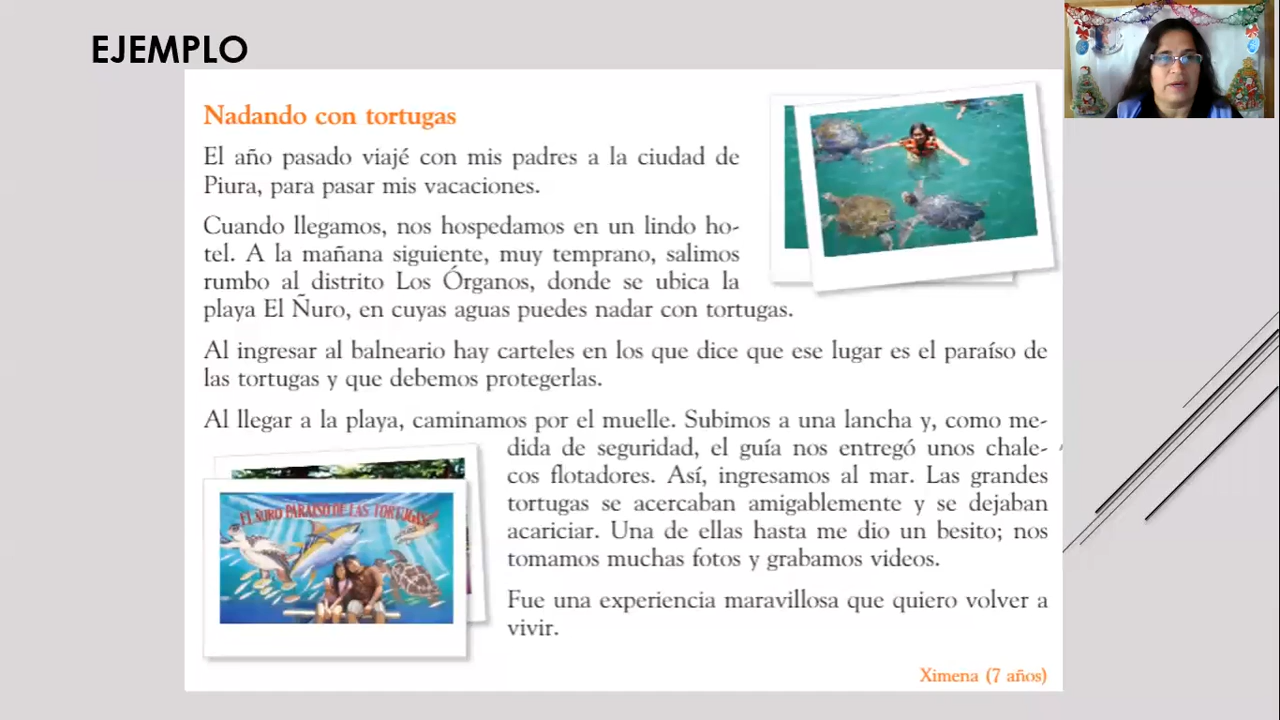 EJEMPLO
Nadando con tortugas
El año pasado viajé con mis padres a la ciudad de
Piura, para pasar mis vacaciones.
Cuando llegamos, nos hospedamos en un lindo ho-
tel. A la mañana siguiente, muy temprano, salimos
rumbo al distrito Los Órganos, donde se ubica la
playa El Ñuro, en cuyas aguas puedes nadar con tortugas.
Al ingresar al balneario hay carteles en los que dice que ese lugar es el paraíso de
las tortugas y que debemos protegerlas.
Al llegar a la playa, caminamos por el muelle. Subimos a una lancha y, como me-
dida de seguridad, el guía nos entregó unos chale-
cos flotadores. Así, ingresamos al mar. Las grandes
tortugas se acercaban amigablemente y se dejaban
acariciar. Una de ellas hasta me dio un besito; nos
tomamos muchas fotos y grabamos videos.
EL ÑURO PARAISO DE LAS TORTUGAS
Fue una experiencia maravillosa que quiero volver a
vivir.
Ximena (7 años)